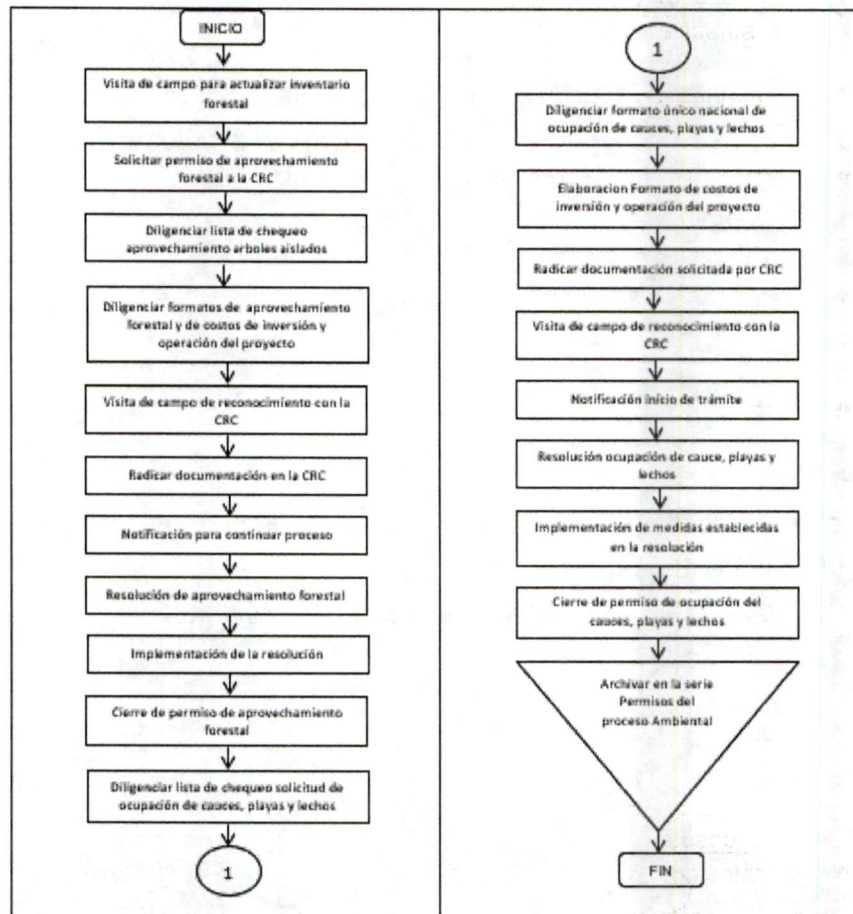 INICIO
Visita de campo para actualizar inventario
forestal
Solicitar permiso de aprovechamiento
forestal a la CRC
Diligenciar lista de chequeo
aprovechamiento arboles aislados
Diligenciar formatos de aprovechamiento
forestal y de costos de inversión y
operación del proyecto
Visita de campo de reconocimiento con la
CRC
Radicar documentación en la CRC
Notificación para continuar proceso
Resolución de aprovechamiento forestal
Implementación de la resolución
Cierre de permiso de aprovechamiento
forestal
Diligenciar lista de chequeo solicitud de
ocupación de cauces, playas y lechos
1
1
Diligenciar formato único nacional de
ocupación de cauces, playas y lechos
Elaboracion Formato de costos de
inversión y operación del proyecto
Radicar documentación solicitada por CRC
Visita de campo de reconocimiento con la
CRC
Notificación inicio de trámite
Resolución ocupación de cauce, playas y
lechos
Implementación de medidas establecidas
en la resolución
Cierre de permiso de ocupación del
cauces, playas y lechos
Archivar en la serie
Permisos del
proceso Ambiental
FIN